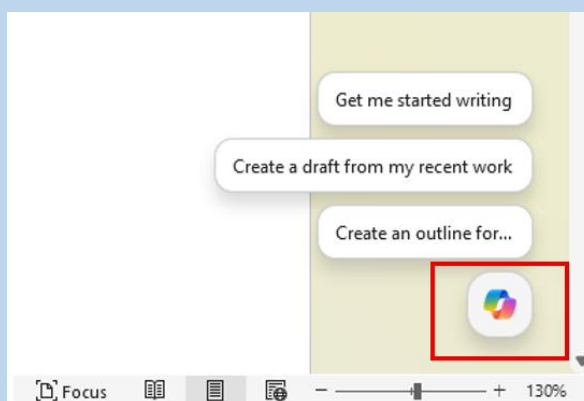 Get me started writing
Create a draft from my recent work
Create an outline for...
Focus
130%